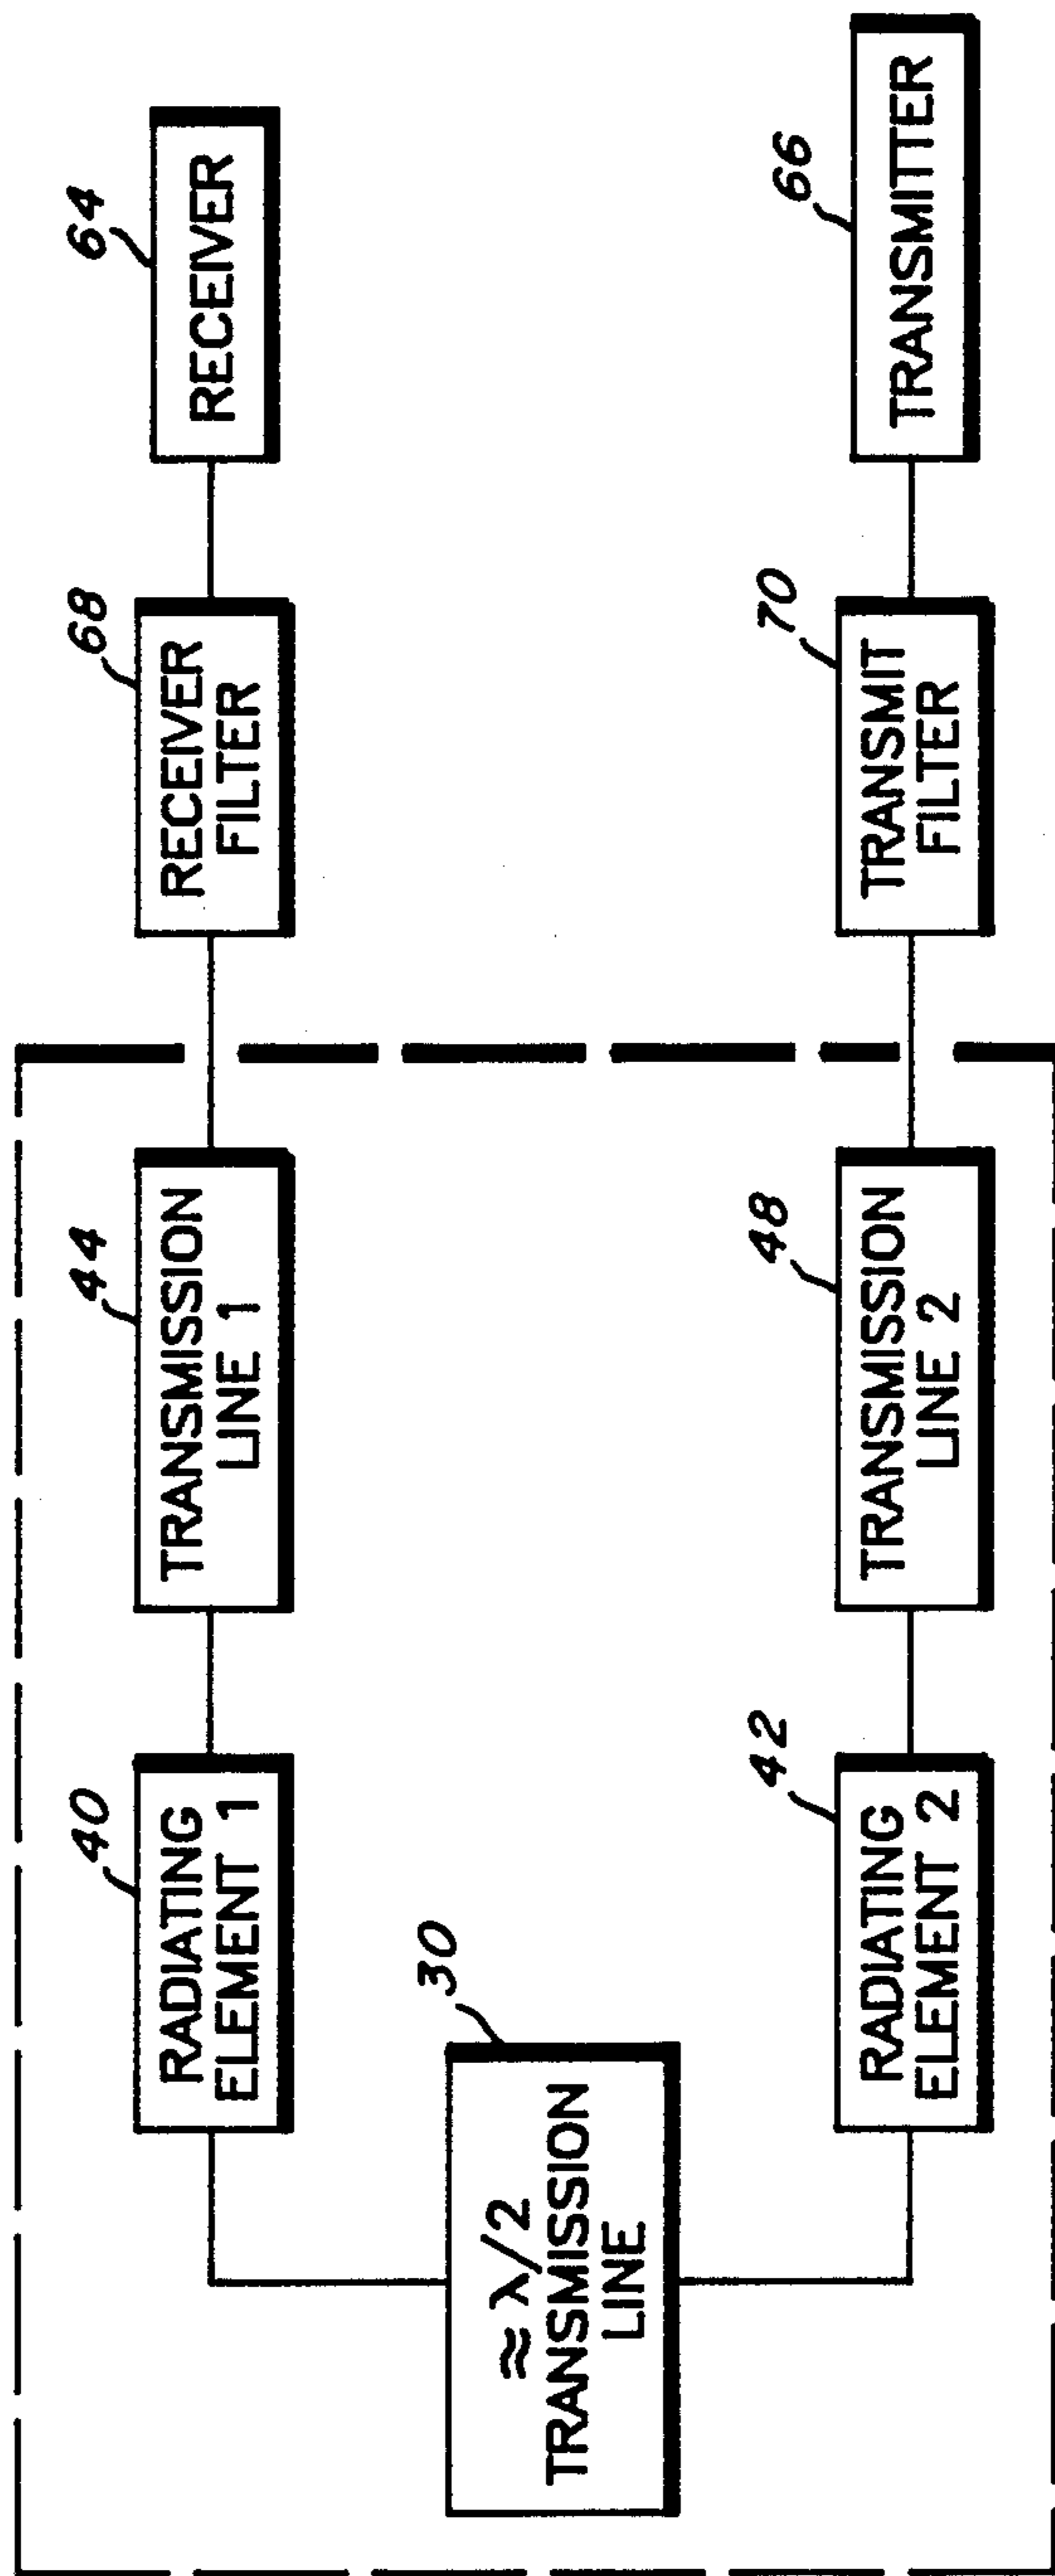 40
RADIATING
ELEMENT 1
44
TRANSMISSION
LINE 1
68
RECEIVER
FILTER
64
RECEIVER
30
≈ λ/2
TRANSMISSION
LINE
42
RADIATING
ELEMENT 2
48
TRANSMISSION
LINE 2
70
TRANSMIT
FILTER
66
TRANSMITTER